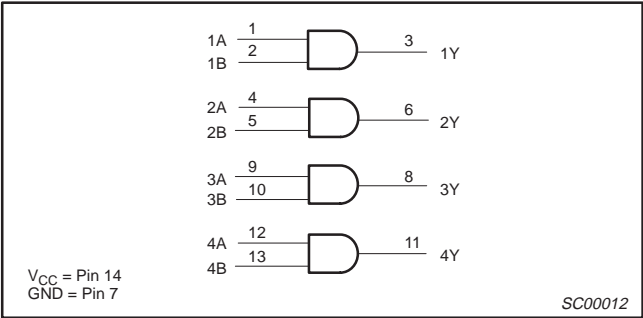 1A 1
1B 2
3 1Y
2A 4
2B 5
6 2Y
3A 9
3B 10
8 3Y
4A 12
4B 13
11 4Y
VCC = Pin 14
GND = Pin 7
SC00012